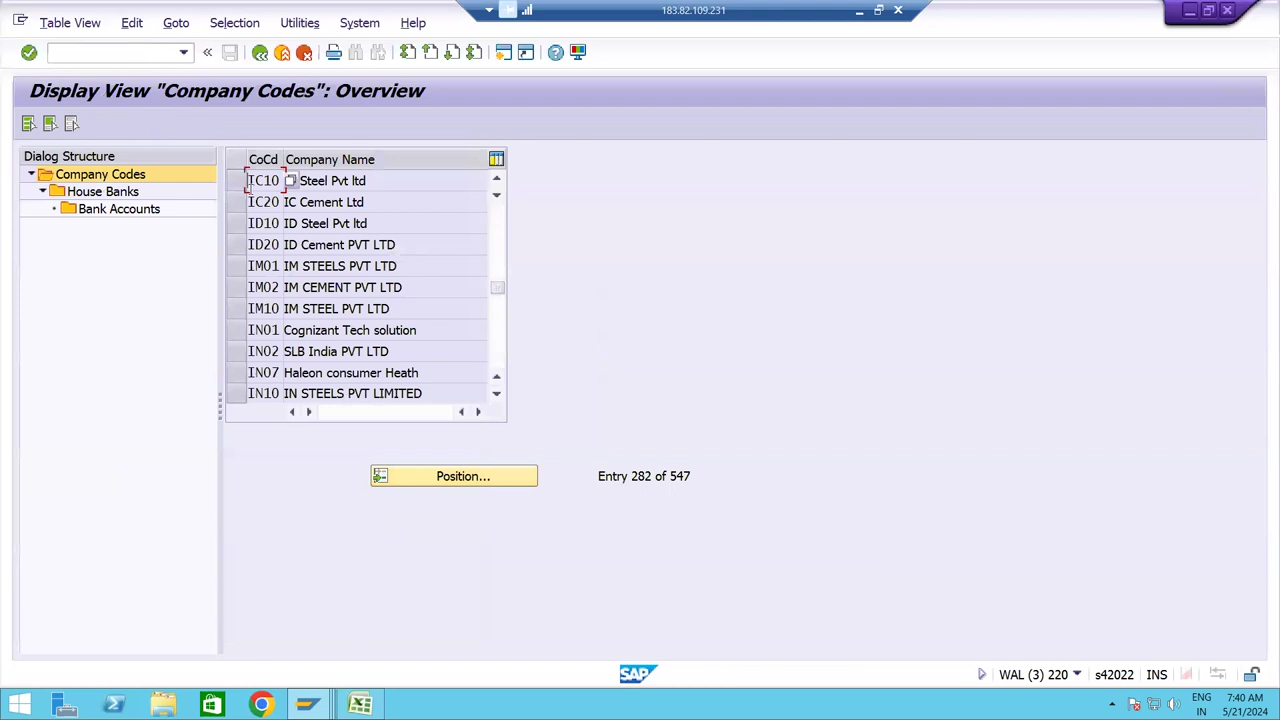 Table View Edit Goto Selection Utilities System Help
183.82.109.231
Display View "Company Codes": Overview
Dialog Structure
Company Codes
House Banks
Bank Accounts
CoCd Company Name
IC10 Steel Pvt ltd
IC20 IC Cement Ltd
ID10 ID Steel Pvt ltd
ID20 ID Cement PVT LTD
IM01 IM STEELS PVT LTD
IM02 IM CEMENT PVT LTD
IM10 IM STEEL PVT LTD
IN01 Cognizant Tech solution
IN02 SLB India PVT LTD
IN07 Haleon consumer Heath
IN10 IN STEELS PVT LIMITED
Position... Entry 282 of 547
SAP
WAL (3) 220 s42022 INS
ENG 7:40 AM
IN 5/21/2024